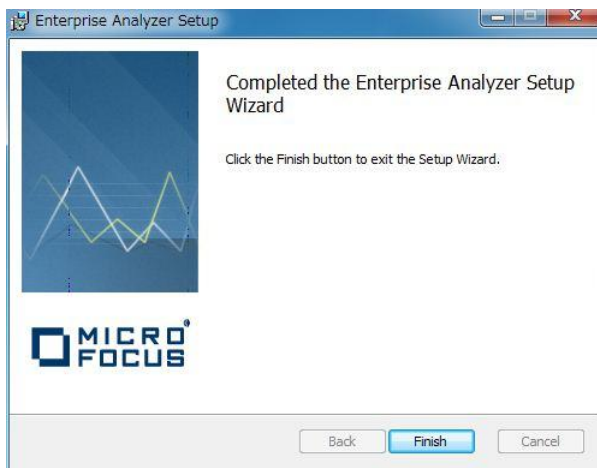 Enterprise Analyzer Setup
Completed the Enterprise Analyzer Setup
Wizard
Click the Finish button to exit the Setup Wizard.
MICRO
FOCUS
Back
Finish
Cancel